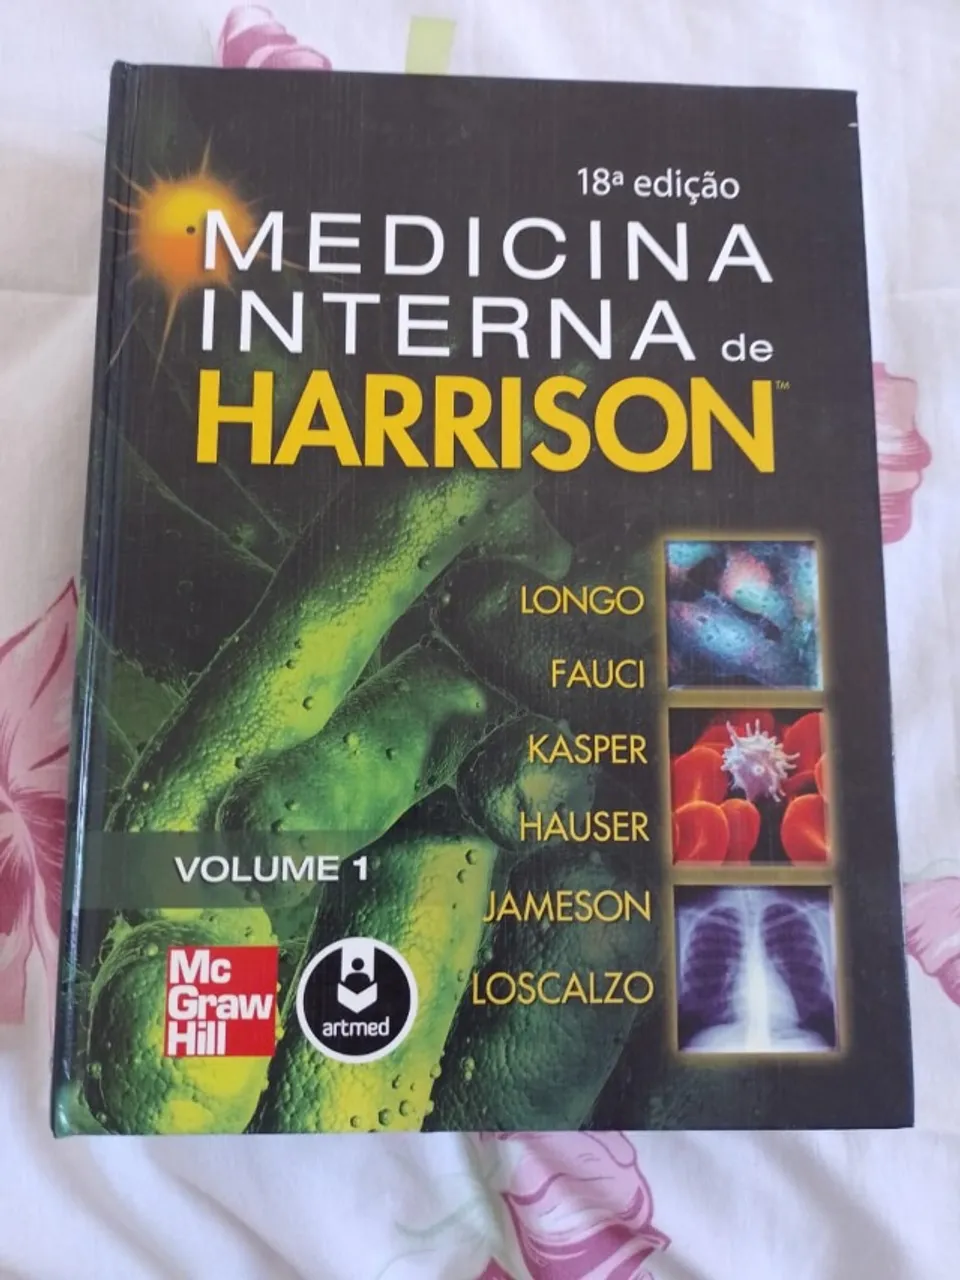 18ª edição
MEDICINA
INTERNA de
HARRISON™
LONGO
FAUCI
KASPER
HAUSER
JAMESON
LOSCALZO
VOLUME 1
Mc
Graw
Hill
artmed